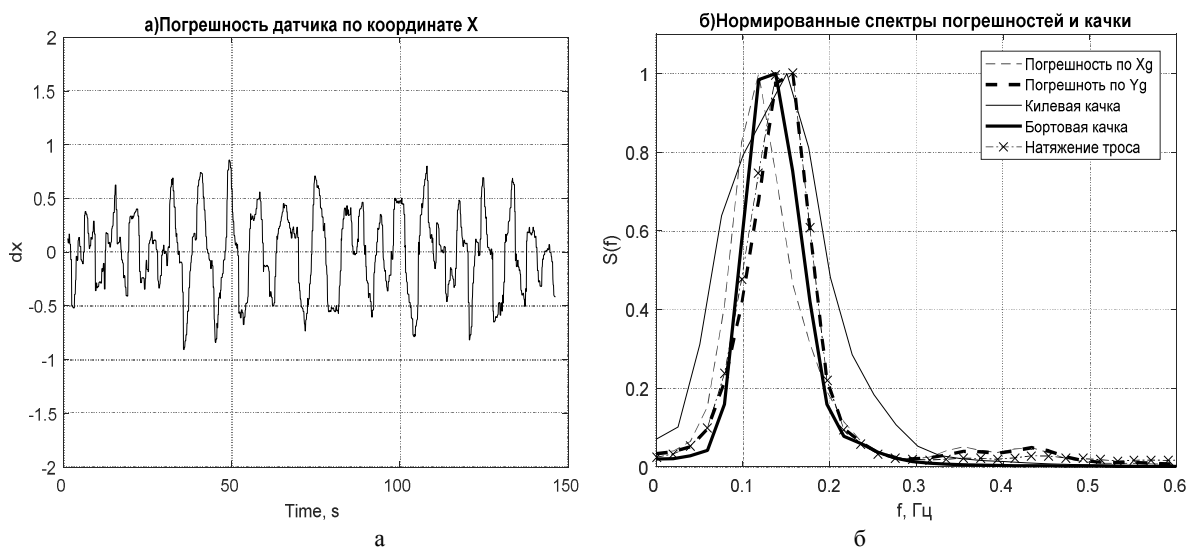 а)Погрешность датчика по координате X
2
1.5
1
0.5
0
-0.5
-1
-1.5
-2
dx
0
50
100
150
Time, s
а
б)Нормированные спектры погрешностей и качки
1
0.8
0.6
0.4
0.2
0
S(f)
Погрешность по Xg
Погрешноть по Yg
Килевая качка
Бортовая качка
Натяжение троса
0
0.1
0.2
0.3
0.4
0.5
0.6
f, Гц
б